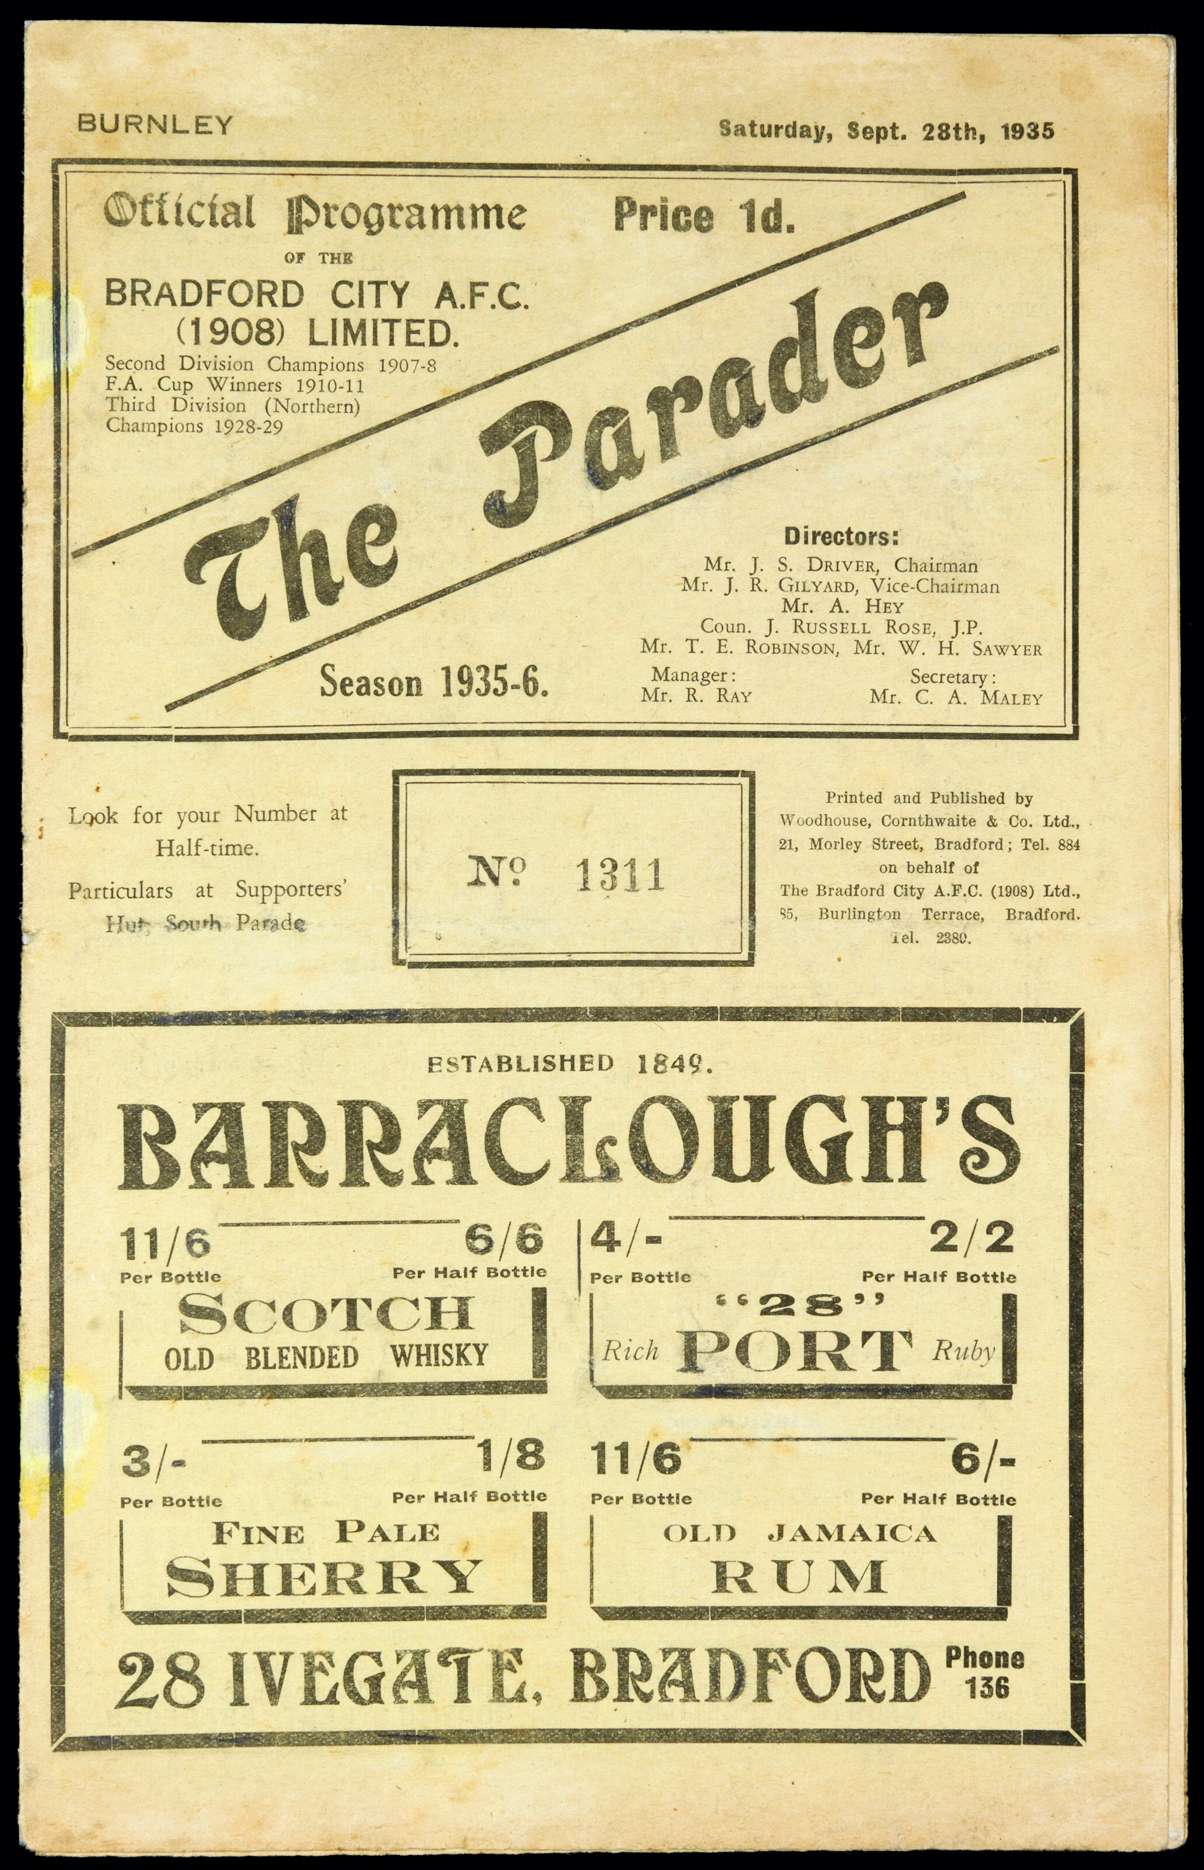 BURNLEY
Saturday, Sept. 28th, 1935
Official Programme
Price 1d.
OF THE
BRADFORD CITY A.F.C.
(1908) LIMITED.
Second Division Champions 1907-8
F.A. Cup Winners 1910-11
Third Division (Northern)
Champions 1928-29
The Parader
Season 1935-6.
Directors:
Mr. J. S. DRIVER, Chairman
Mr. J. R. GILYARD, Vice-Chairman
Mr. A. HEY
Coun. J. RUSSELL ROSE, J.P.
Mr. T. E. ROBINSON, Mr. W. H. SAWYER
Manager: Secretary:
Mr. R. RAY Mr. C. A. MALEY
Look for your Number at
Half-time.
Particulars at Supporters'
Hut, South Parade
No. 1311
Printed and Published by
Woodhouse, Cornthwaite & Co. Ltd.,
21, Morley Street, Bradford; Tel. 884
on behalf of
The Bradford City A.F.C. (1908) Ltd.,
85, Burlington Terrace, Bradford.
Tel. 2380.
ESTABLISHED 1849.
BARRACLOUGH'S
11/6 6/6
Per Bottle Per Half Bottle
SCOTCH
OLD BLENDED WHISKY
4/- 2/2
Per Bottle Per Half Bottle
"28"
Rich PORT Ruby
3/- 1/8
Per Bottle Per Half Bottle
FINE PALE
SHERRY
11/6 6/-
Per Bottle Per Half Bottle
OLD JAMAICA
RUM
28 IVEGATE, BRADFORD Phone
136